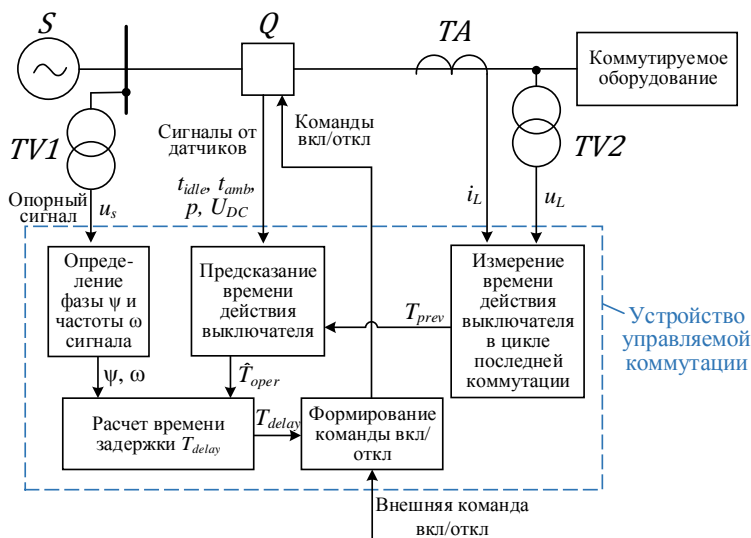 S
Q
TA
Коммутируемое
оборудование
TV1
TV2
Сигналы от
датчиков
Команды
вкл/откл
t_idle, t_amb,
p, U_DC
Опорный
сигнал
u_s
i_L
u_L
Опреде-
ление
фазы ψ и
частоты ω
сигнала
Предсказание
времени
действия
выключателя
T_prev
Измерение
времени
действия
выключателя
в цикле
последней
коммутации
Устройство
управляемой
коммутации
ψ, ω
T̂_oper
Расчет времени
задержки T_delay
T_delay
Формирование
команды вкл/
откл
Внешняя команда
вкл/откл